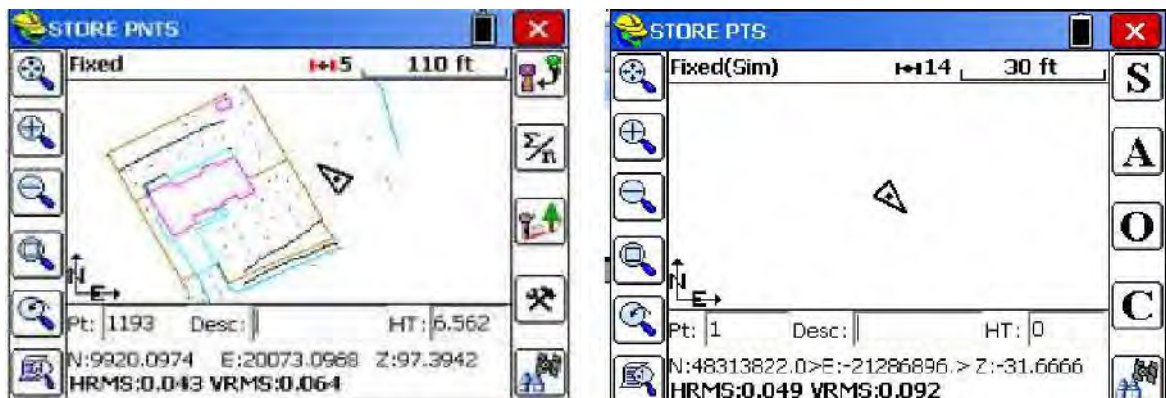 STORE PNTS
Fixed 5 110 ft
Σ/n
N
E
Pt: 1193 Desc: HT: 6.562
N:9920.0974 E:20073.0968 Z:97.3942
HRMS:0.043 VRMS:0.064
STORE PTS
Fixed(Sim) 14 30 ft
S
A
O
C
N
E
Pt: 1 Desc: HT: 0
N:48313822.0> E:-21286896.> Z:-31.6666
HRMS:0.049 VRMS:0.092